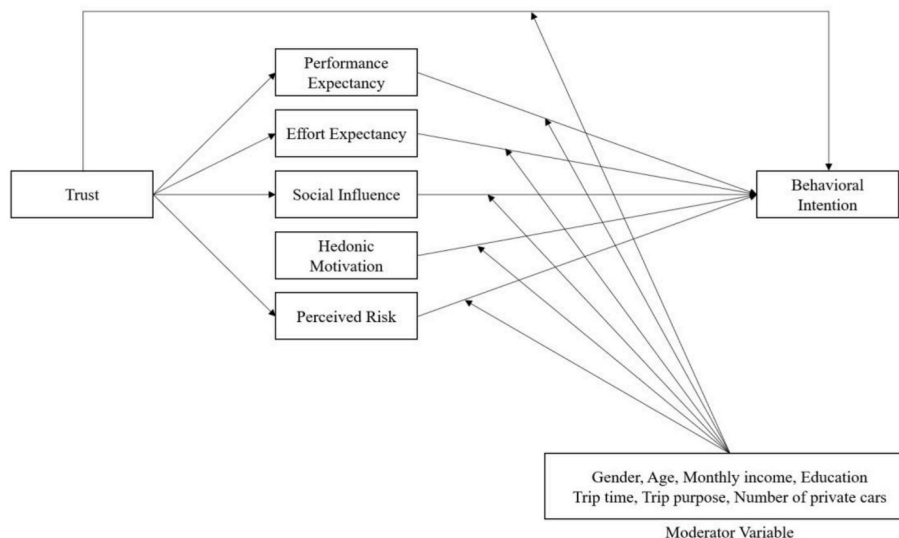 Performance
Expectancy
Effort Expectancy
Trust
Social Influence
Behavioral
Intention
Hedonic
Motivation
Perceived Risk
Gender, Age, Monthly income, Education
Trip time, Trip purpose, Number of private cars
Moderator Variable